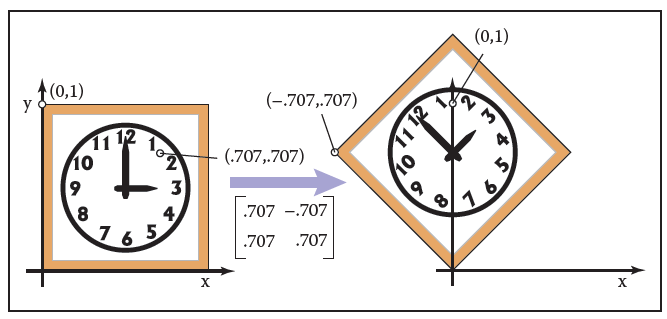 y
(0,1)
11 12 1
10 2
9 3
8 4
7 6 5
(.707,.707)
x
.707 –.707
.707 .707
(–.707,.707)
(0,1)
11 12 1 2 3
10 4
9 5
8 7 6
x